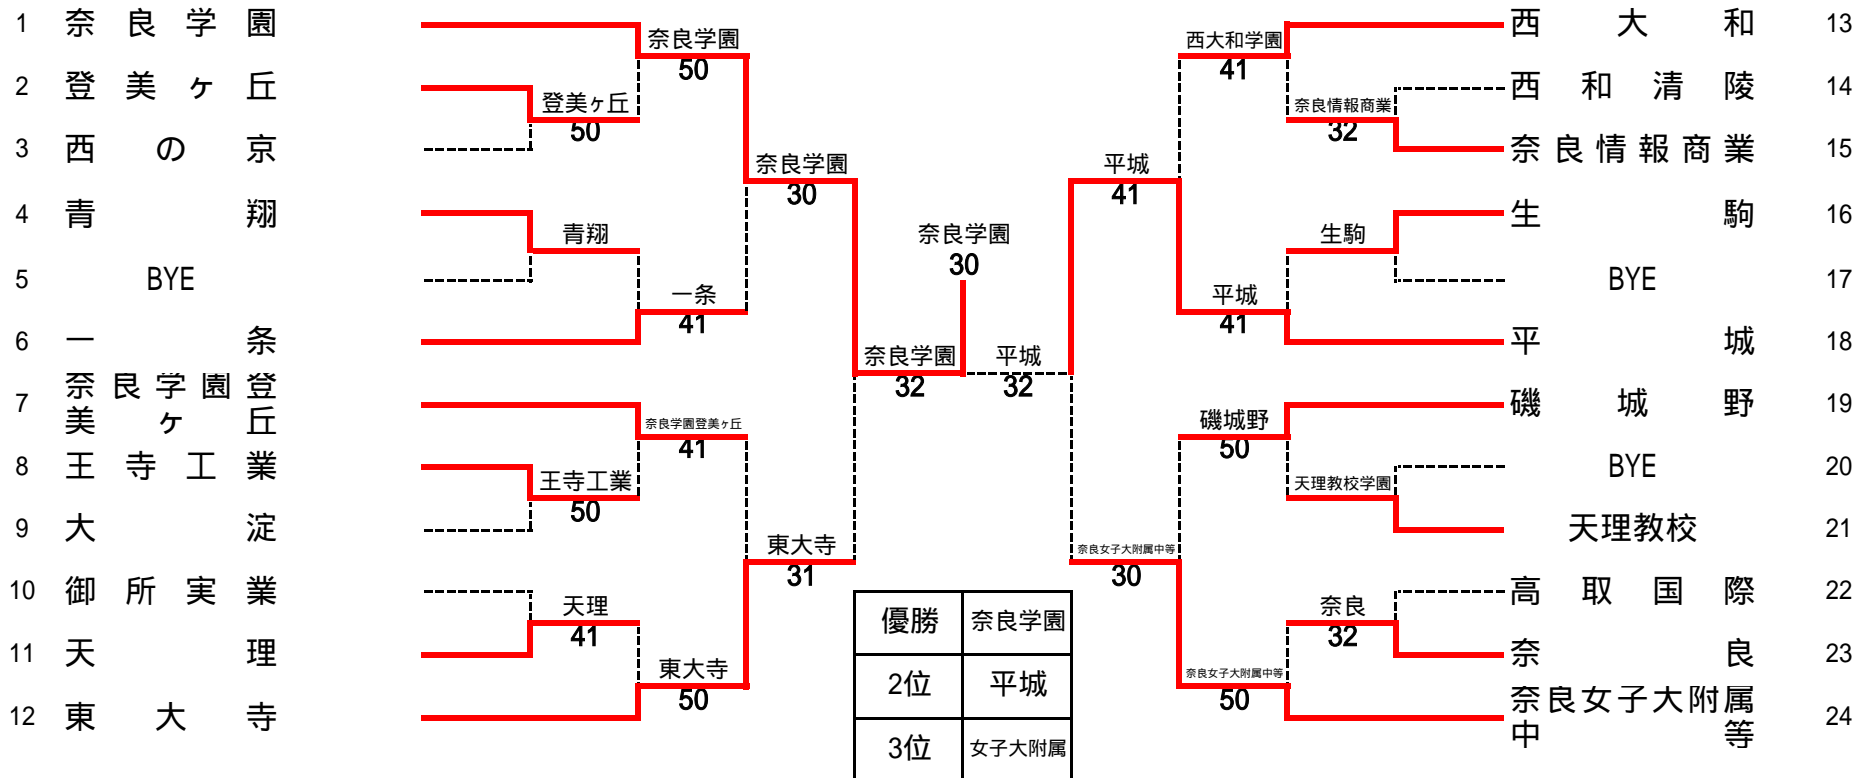 1 奈良学園
2 登美ヶ丘
3 西の京
4 青翔
5 BYE
6 一条
7 奈良学園登
美ヶ丘
8 王寺工業
9 大淀
10 御所実業
11 天理
12 東大寺
登美ヶ丘
50
青翔
王寺工業
50
天理
41
奈良学園
50
一条
41
奈良学園登美ヶ丘
41
東大寺
50
奈良学園
30
東大寺
31
奈良学園
32
奈良学園
30
平城
32
平城
41
奈良女子大附属中等
30
西大和学園
41
平城
41
磯城野
50
奈良女子大附属中等
50
奈良情報商業
32
生駒
天理教校学園
奈良
32
西大和 13
西和清陵 14
奈良情報商業 15
生駒 16
BYE 17
平城 18
磯城野 19
BYE 20
天理教校 21
高取国際 22
奈良 23
奈良女子大附属
中等 24
優勝 奈良学園
2位 平城
3位 女子大附属